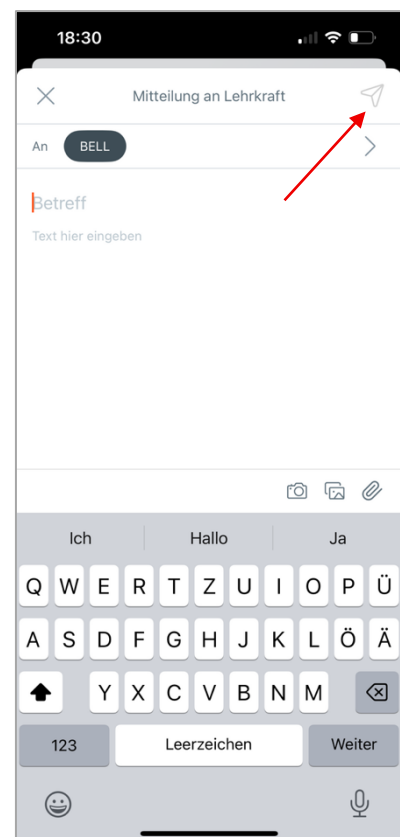 18:30
Mitteilung an Lehrkraft
An BELL
Betreff
Text hier eingeben
Ich Hallo Ja
Q W E R T Z U I O P Ü
A S D F G H J K L Ö Ä
Y X C V B N M
123 Leerzeichen Weiter